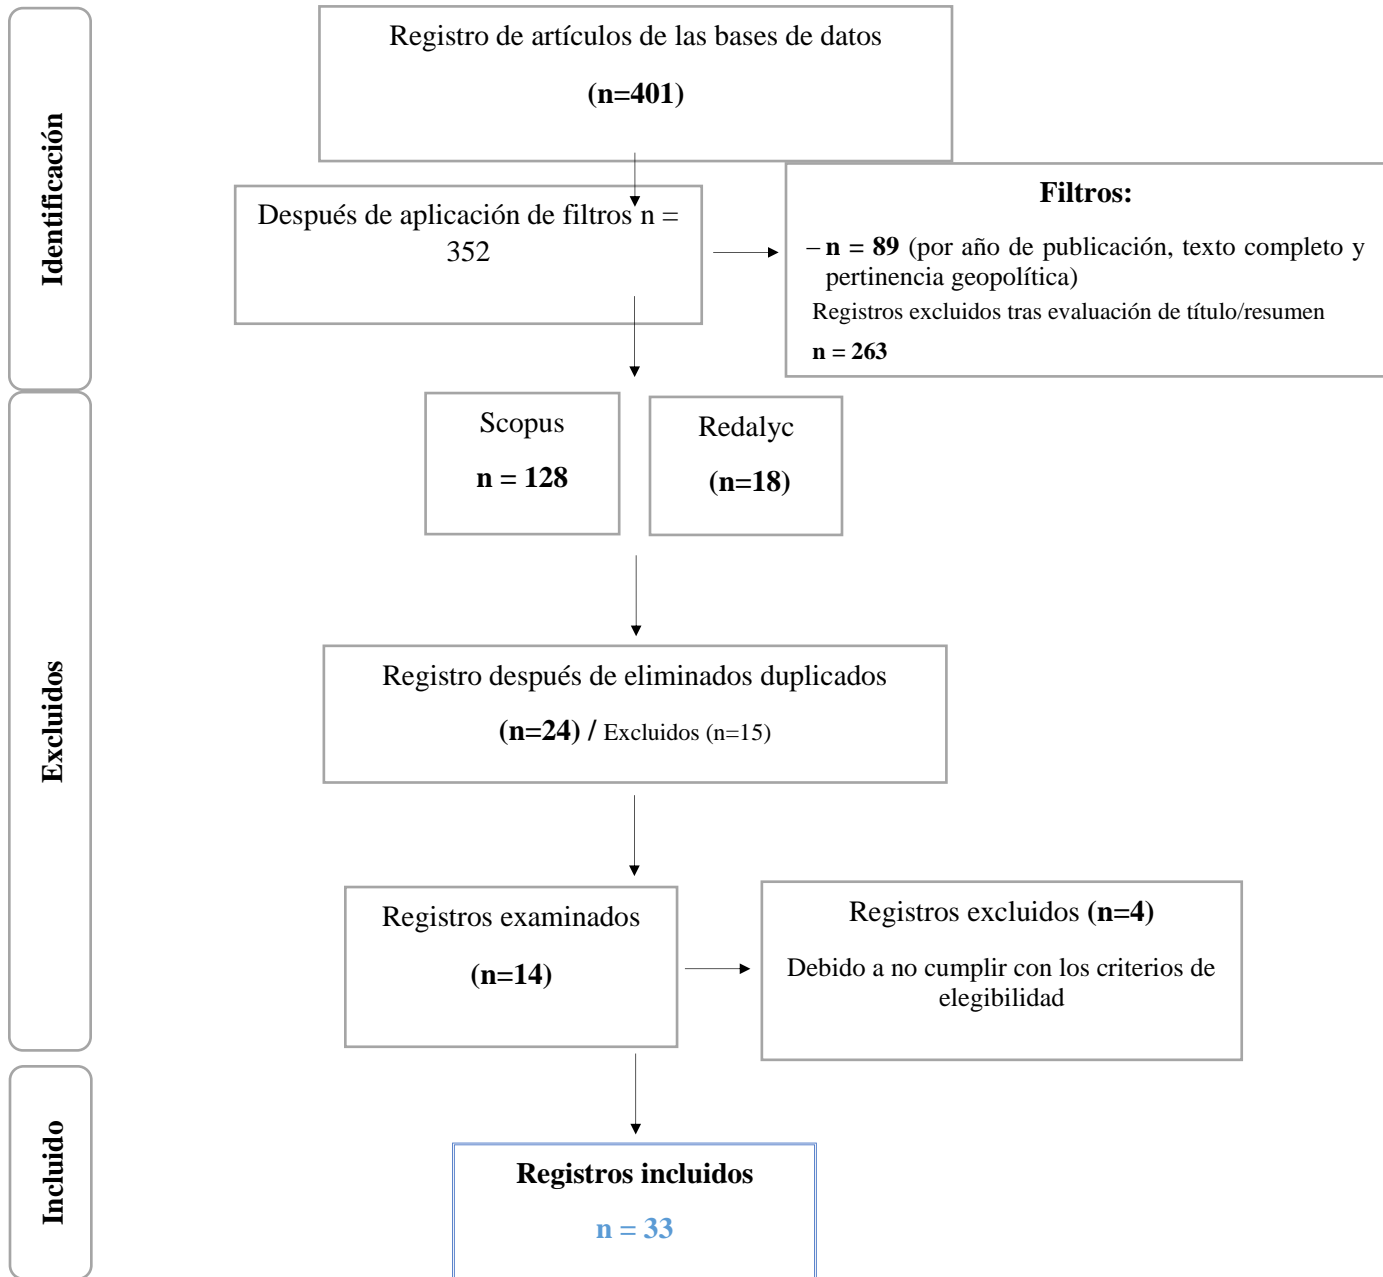 Identificación
Registro de artículos de las bases de datos
(n=401)
Después de aplicación de filtros n =
352
Filtros:
– n = 89 (por año de publicación, texto completo y
pertinencia geopolítica)
Registros excluidos tras evaluación de título/resumen
n = 263
Excluidos
Scopus
n = 128
Redalyc
(n=18)
Registro después de eliminados duplicados
(n=24) / Excluidos (n=15)
Registros examinados
(n=14)
Registros excluidos (n=4)
Debido a no cumplir con los criterios de
elegibilidad
Incluido
Registros incluidos
n = 33